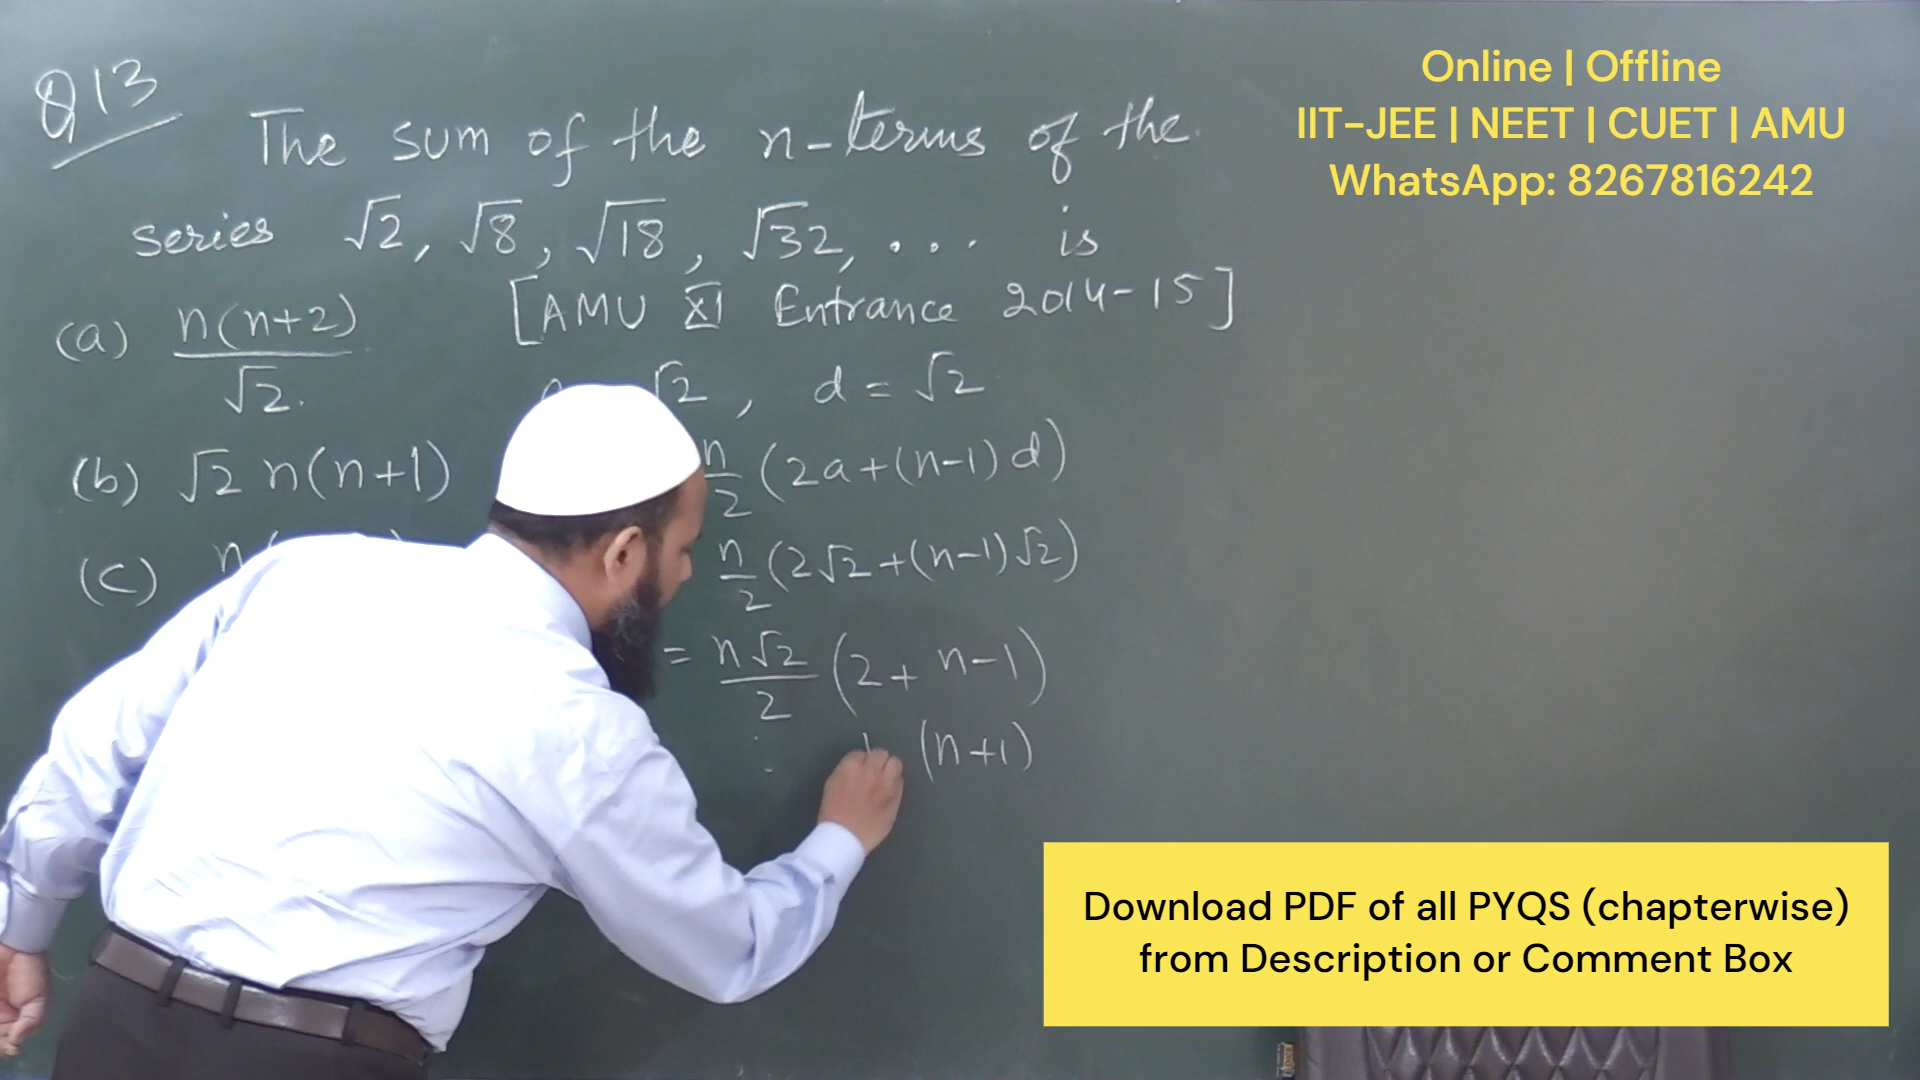 Q13
The sum of the n-terms of the
series √2, √8, √18, √32, ... is
[AMU XI Entrance 2014-15]
(a) n(n+2)/√2.
(b) √2 n(n+1)
(c) n(
√2, d = √2
n/2 (2a+(n-1)d)
n/2 (2√2+(n-1)√2)
= n√2/2 (2+n-1)
(n+1)
Online | Offline
IIT-JEE | NEET | CUET | AMU
WhatsApp: 8267816242
Download PDF of all PYQS (chapterwise)
from Description or Comment Box